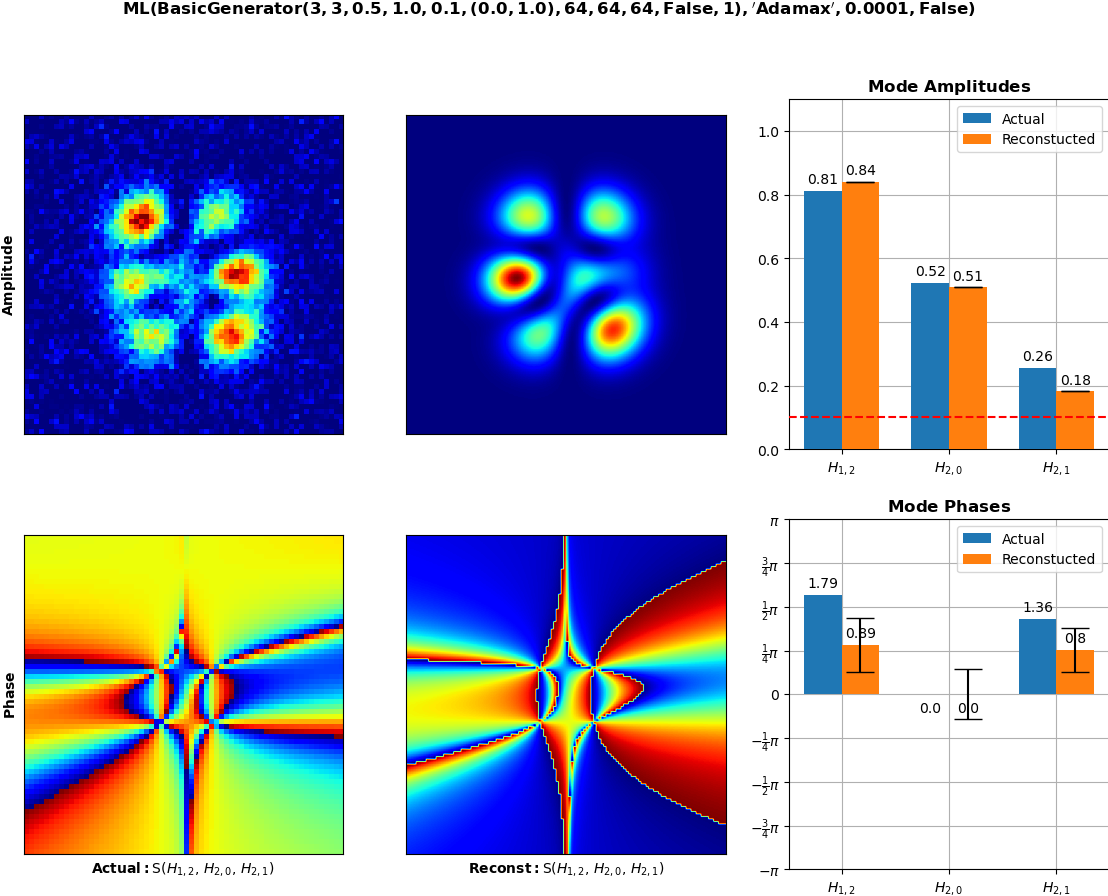 ML(BasicGenerator(3, 3, 0.5, 1.0, 0.1, (0.0, 1.0), 64, 64, 64, False, 1), ′Adamax′, 0.0001, False)
Mode Amplitudes
Amplitude
1.0
0.8
0.6
0.4
0.2
0.0
Actual
Reconstucted
0.81
0.84
0.52
0.51
0.26
0.18
H1,2
H2,0
H2,1
Mode Phases
Phase
π
3/4π
1/2π
1/4π
0
−1/4π
−1/2π
−3/4π
−π
Actual
Reconstucted
1.79
0.89
0.0
0.0
1.36
0.8
H1,2
H2,0
H2,1
Actual: S(H1,2, H2,0, H2,1)
Reconst: S(H1,2, H2,0, H2,1)